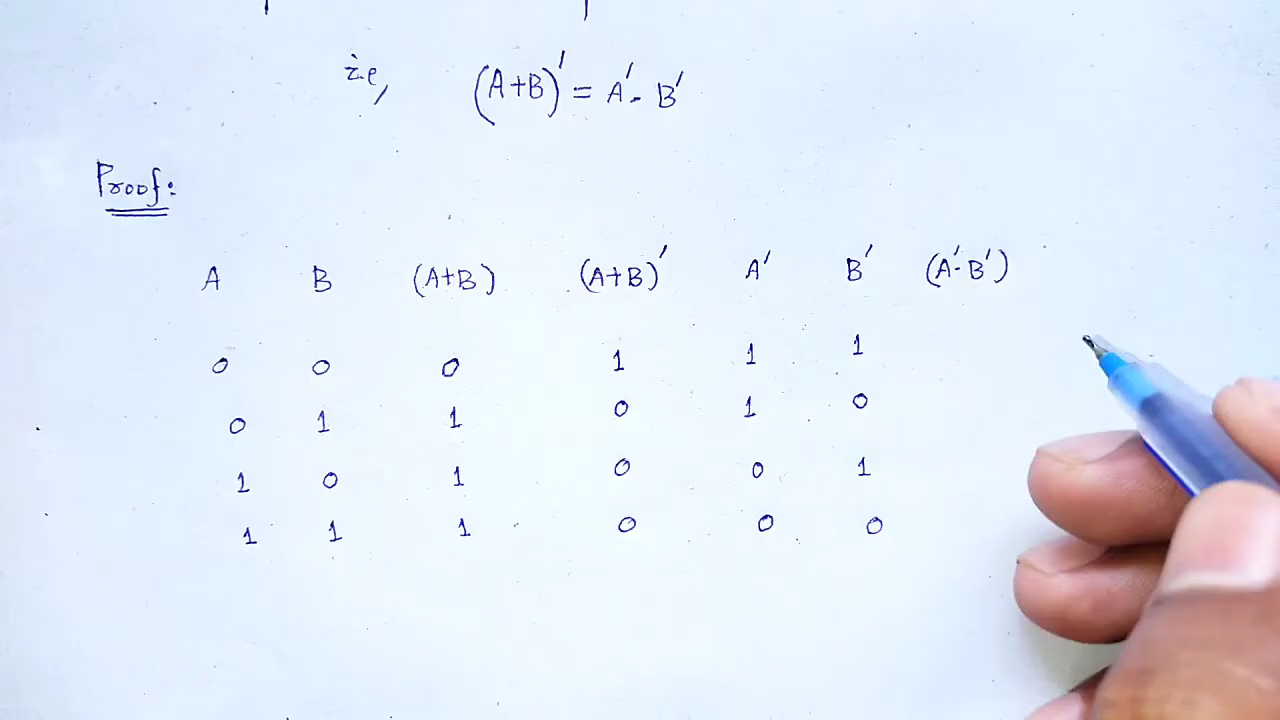 i.e, (A+B)' = A'. B'
Proof:
A B (A+B) (A+B)' A' B' (A'.B')
0 0 0 1 1 1
0 1 1 0 1 0
1 0 1 0 0 1
1 1 1 0 0 0